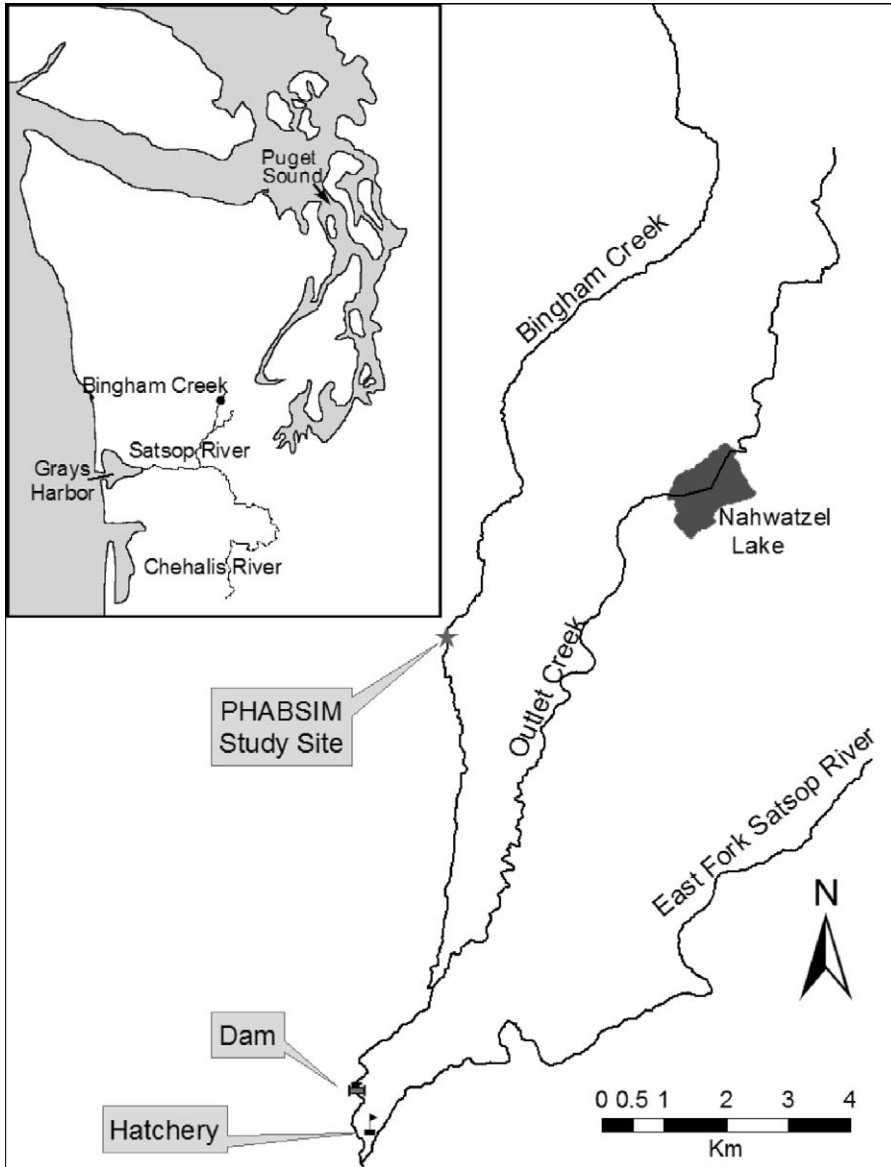 Puget
Sound
Bingham Creek
Satsop River
Grays
Harbor
Chehalis River
Bingham Creek
Nahwatzel
Lake
Outlet Creek
PHABSIM
Study Site
East Fork Satsop River
N
Dam
Hatchery
0 0.5 1 2 3 4
Km